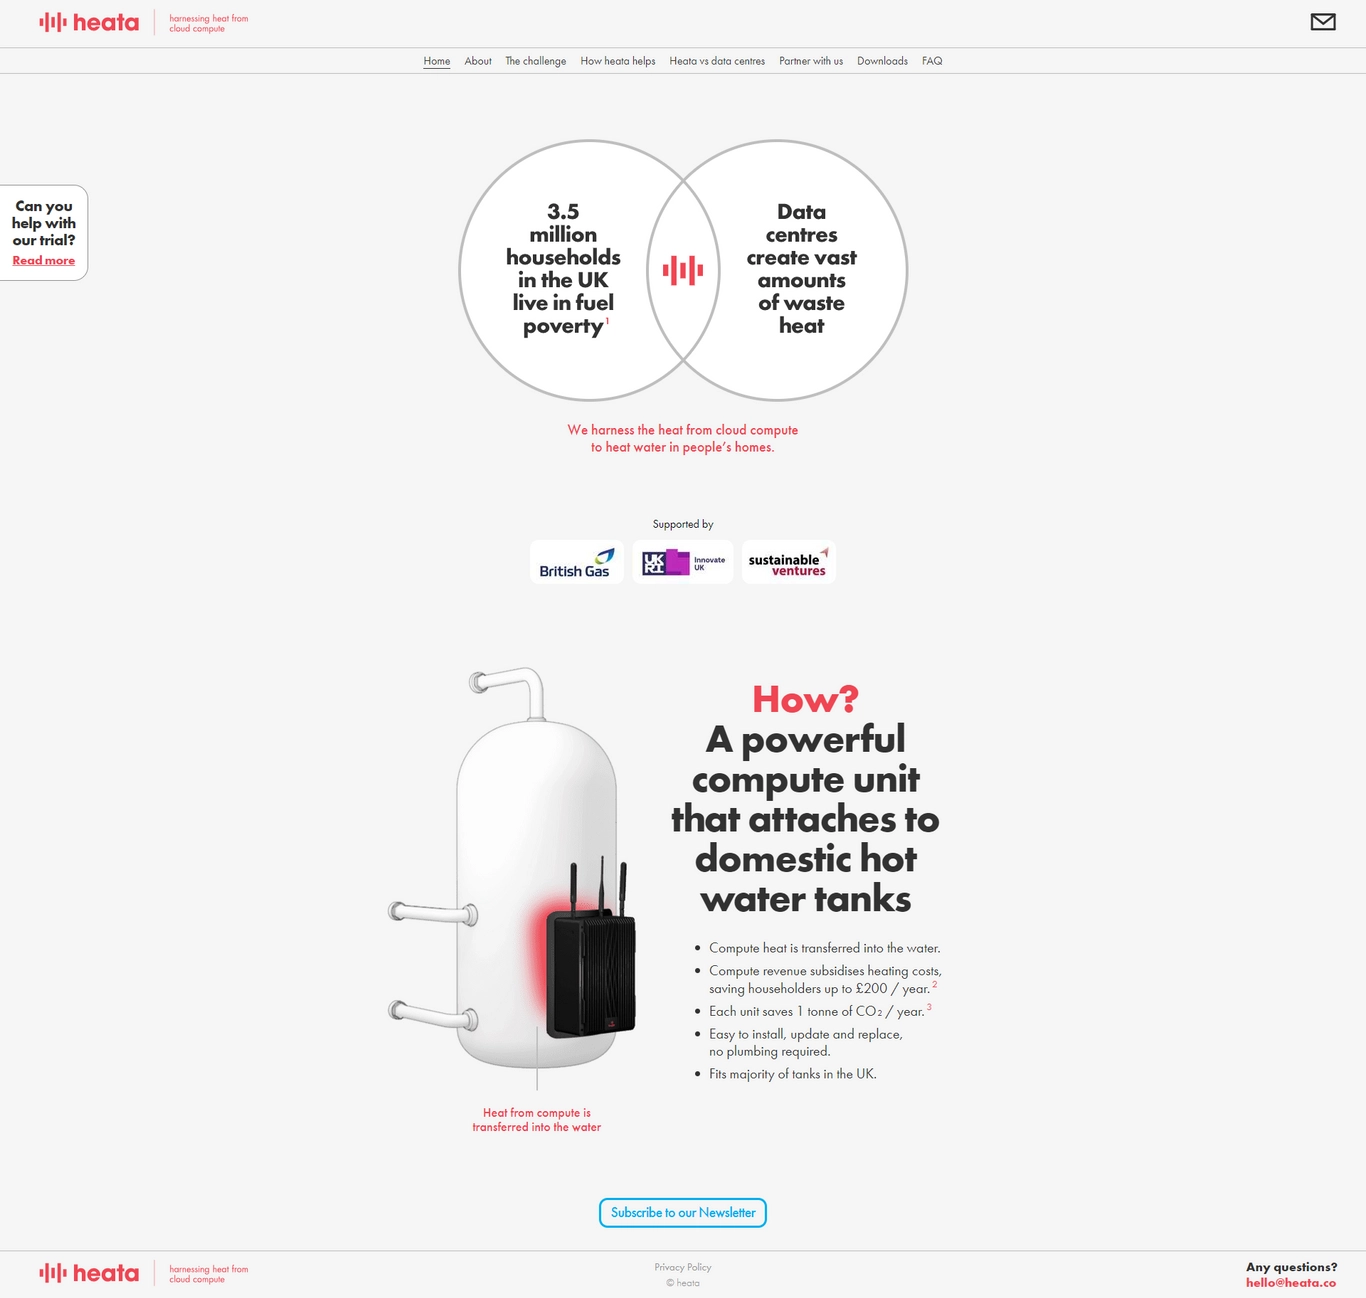 heata
harnessing heat from
cloud compute
Home About The challenge How heata helps Heata vs data centres Partner with us Downloads FAQ
Can you
help with
our trial?
Read more
3.5
million
households
in the UK
live in fuel
poverty¹
Data
centres
create vast
amounts
of waste
heat
We harness the heat from cloud compute
to heat water in people's homes.
Supported by
British Gas
UKRI
Innovate
UK
sustainable
ventures
How?
A powerful
compute unit
that attaches to
domestic hot
water tanks
• Compute heat is transferred into the water.
• Compute revenue subsidises heating costs,
saving householders up to £200 / year. ²
• Each unit saves 1 tonne of CO₂ / year. ³
• Easy to install, update and replace,
no plumbing required.
• Fits majority of tanks in the UK.
Heat from compute is
transferred into the water
Subscribe to our Newsletter
heata
harnessing heat from
cloud compute
Privacy Policy
© heata
Any questions?
hello@heata.co